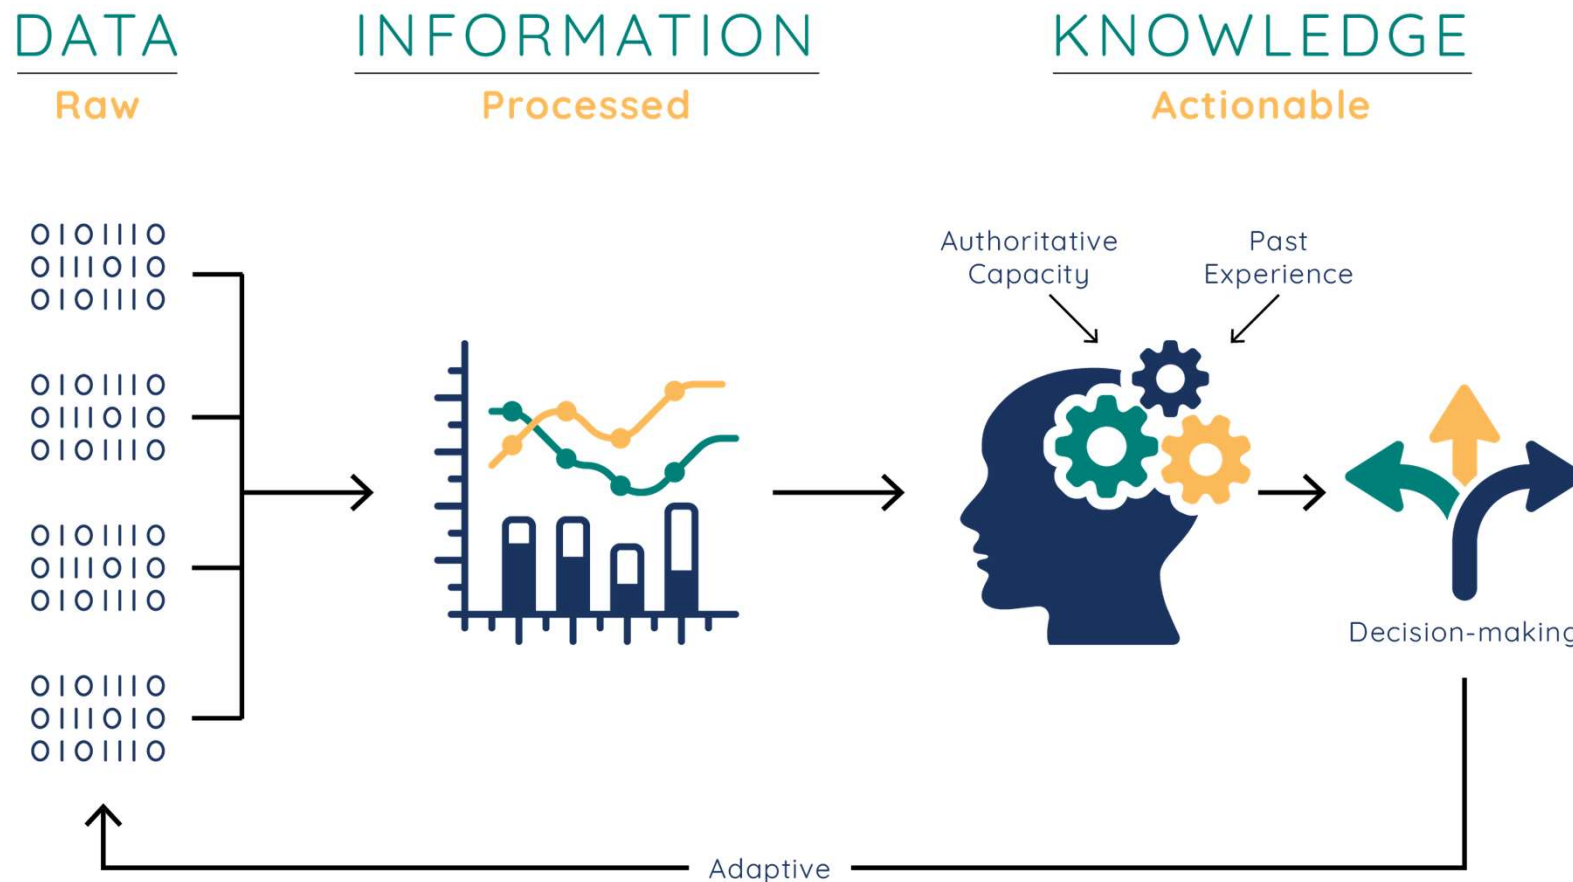 DATA
Raw
INFORMATION
Processed
KNOWLEDGE
Actionable
0101110
0111010
0101110
0101110
0111010
0101110
0101110
0111010
0101110
0101110
0111010
0101110
Authoritative
Capacity
Past
Experience
Decision-making
Adaptive